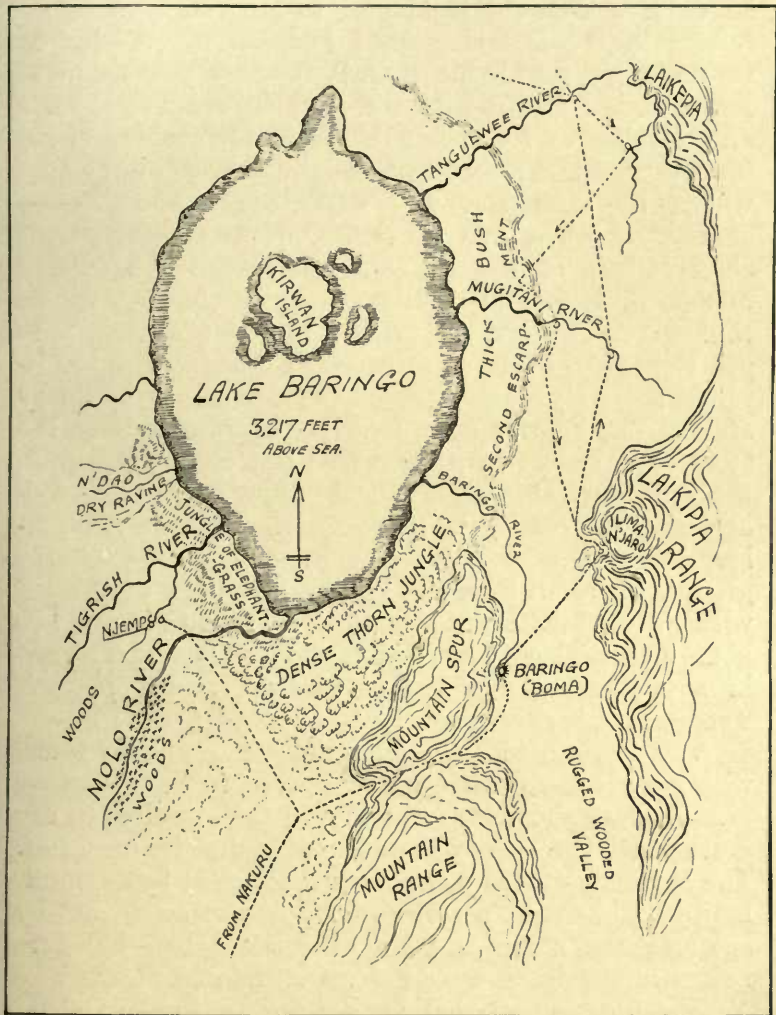 LAIKEPIA
TANGULWEE RIVER
THICK BUSH
SECOND ESCARP-
MENT
MUGITANI RIVER
KIRWAN
ISLAND
LAKE BARINGO
3,217 FEET
ABOVE SEA.
N
S
N'DAO
DRY RAVINE
JUNGLE OF ELEPHANT-
GRASS
TIGRISH RIVER
NJEMPS
MOLO RIVER
WOODS
WOODS
DENSE THORN JUNGLE
BARINGO RIVER
LAIKIPIA
RANGE
ILIMA
N'JARO
MOUNTAIN SPUR
BARINGO
(BOMA)
RUGGED WOODED
VALLEY
MOUNTAIN
RANGE
FROM NAKURU